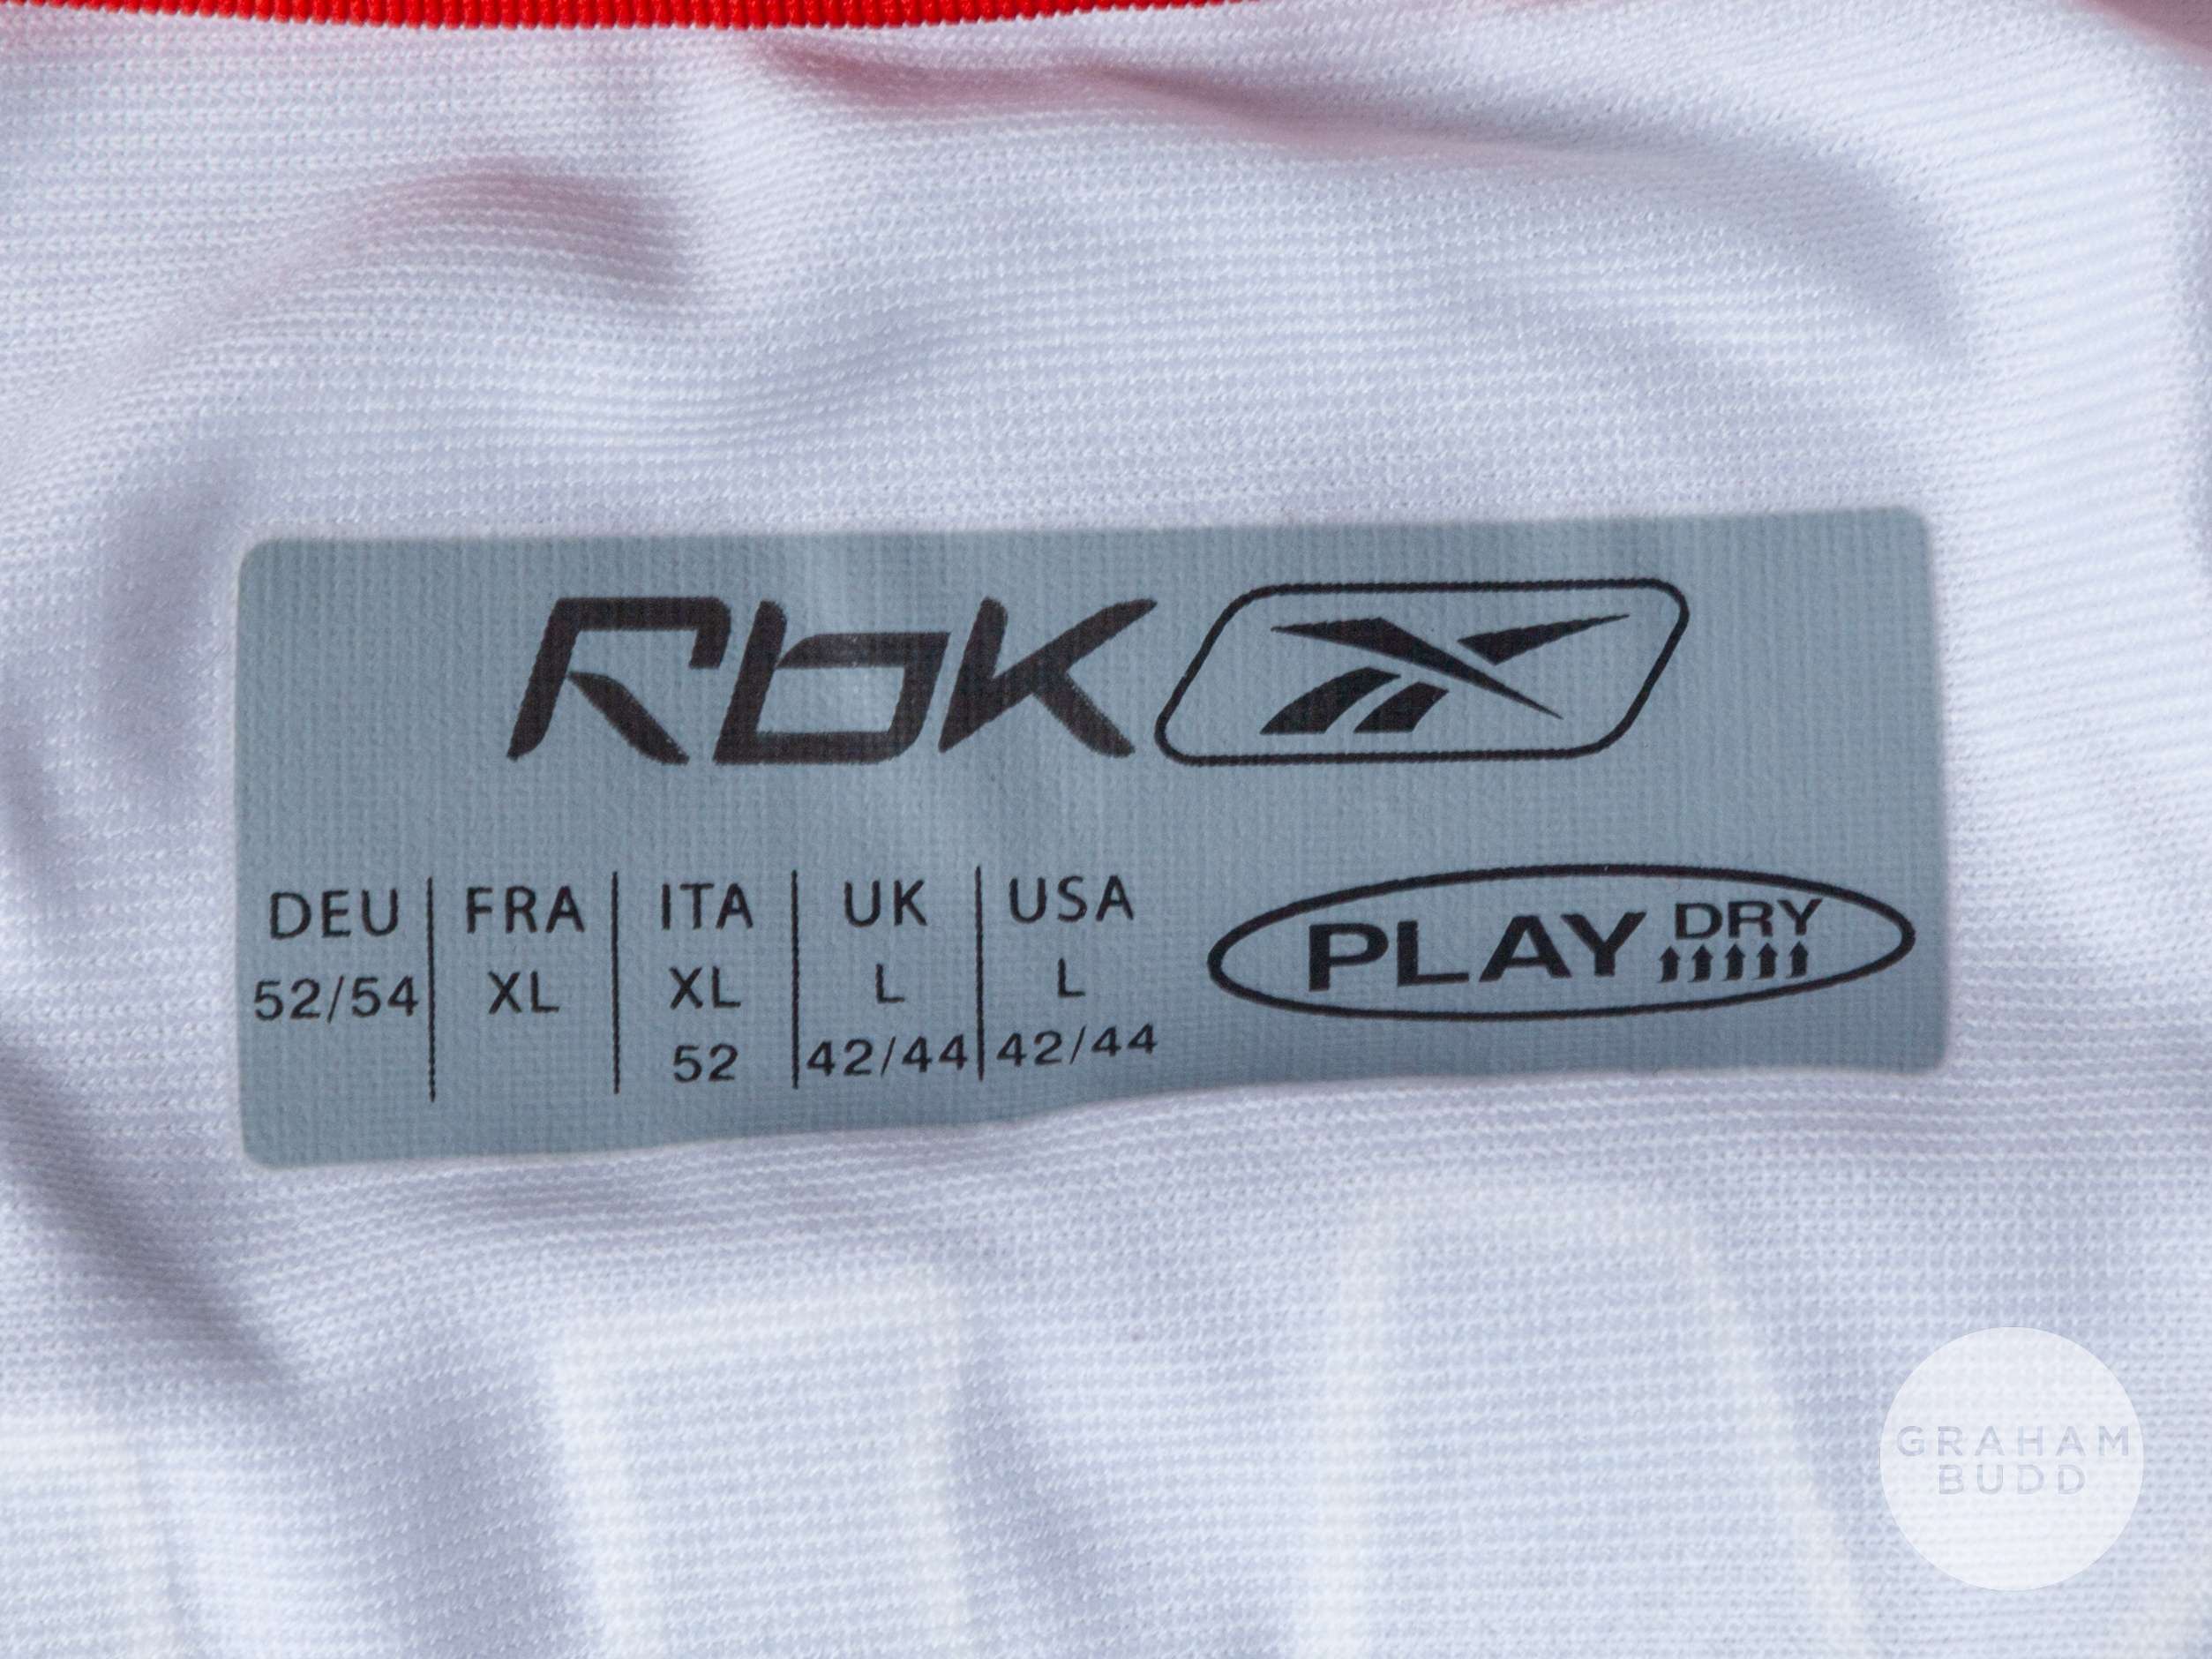 RbK
DEU FRA ITA UK USA
52/54 XL XL L L
52 42/44 42/44
PLAY DRY
GRAHAM
BUDD